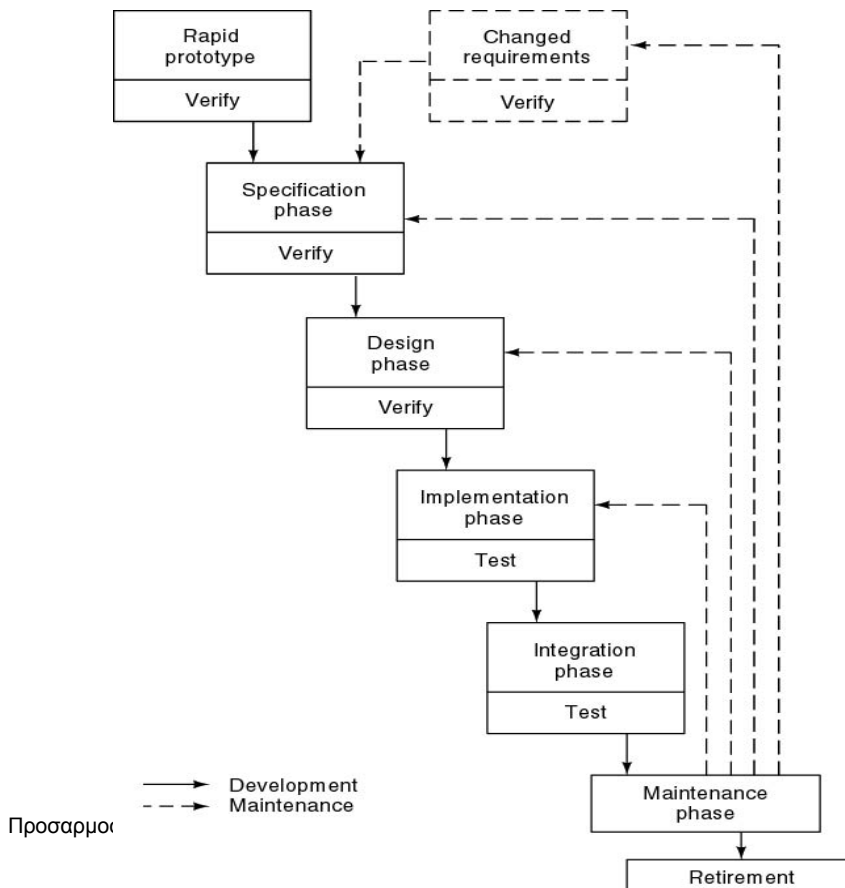 Rapid
prototype
Verify
Changed
requirements
Verify
Specification
phase
Verify
Design
phase
Verify
Implementation
phase
Test
Integration
phase
Test
Development
Maintenance
Maintenance
phase
Retirement